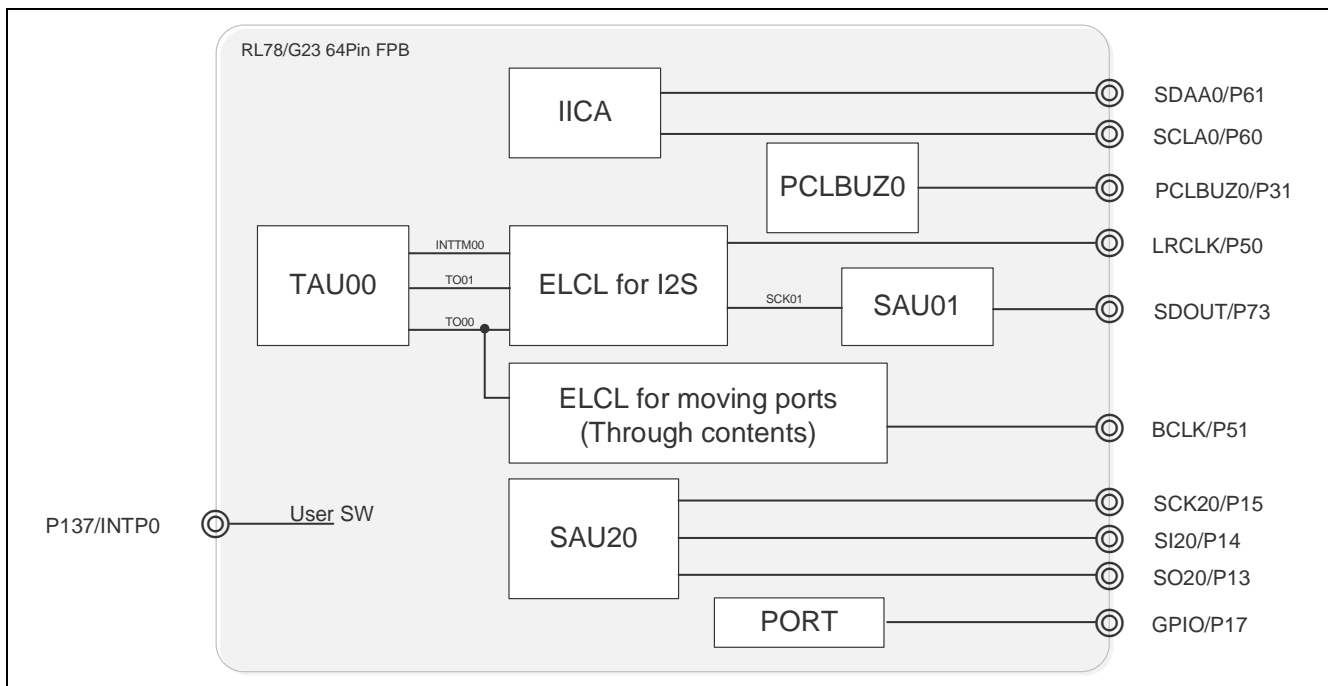 RL78/G23 64Pin FPB
IICA
SDAA0/P61
SCLA0/P60
PCLBUZ0
PCLBUZ0/P31
TAU00
INTTM00
TO01
TO00
ELCL for I2S
LRCLK/P50
SCK01
SAU01
SDOUT/P73
ELCL for moving ports
(Through contents)
BCLK/P51
P137/INTP0
User SW
SAU20
SCK20/P15
SI20/P14
SO20/P13
PORT
GPIO/P17